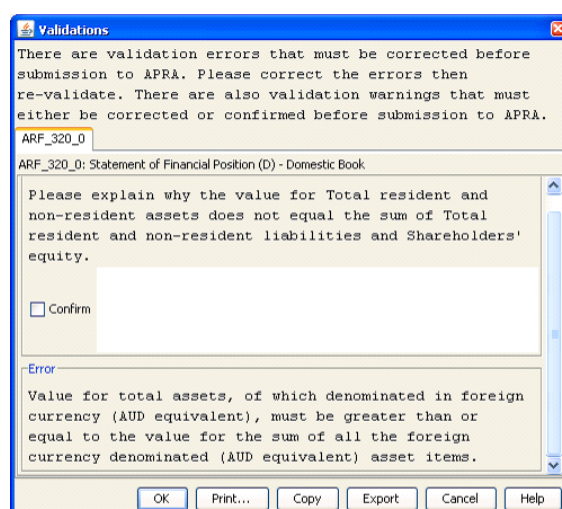 Validations
There are validation errors that must be corrected before
submission to APRA. Please correct the errors then
re-validate. There are also validation warnings that must
either be corrected or confirmed before submission to APRA.
ARF_320_0
ARF_320_0: Statement of Financial Position (D) - Domestic Book
Please explain why the value for Total resident and
non-resident assets does not equal the sum of Total
resident and non-resident liabilities and Shareholders'
equity.
Confirm
Error
Value for total assets, of which denominated in foreign
currency (AUD equivalent), must be greater than or
equal to the value for the sum of all the foreign
currency denominated (AUD equivalent) asset items.
OK Print... Copy Export Cancel Help